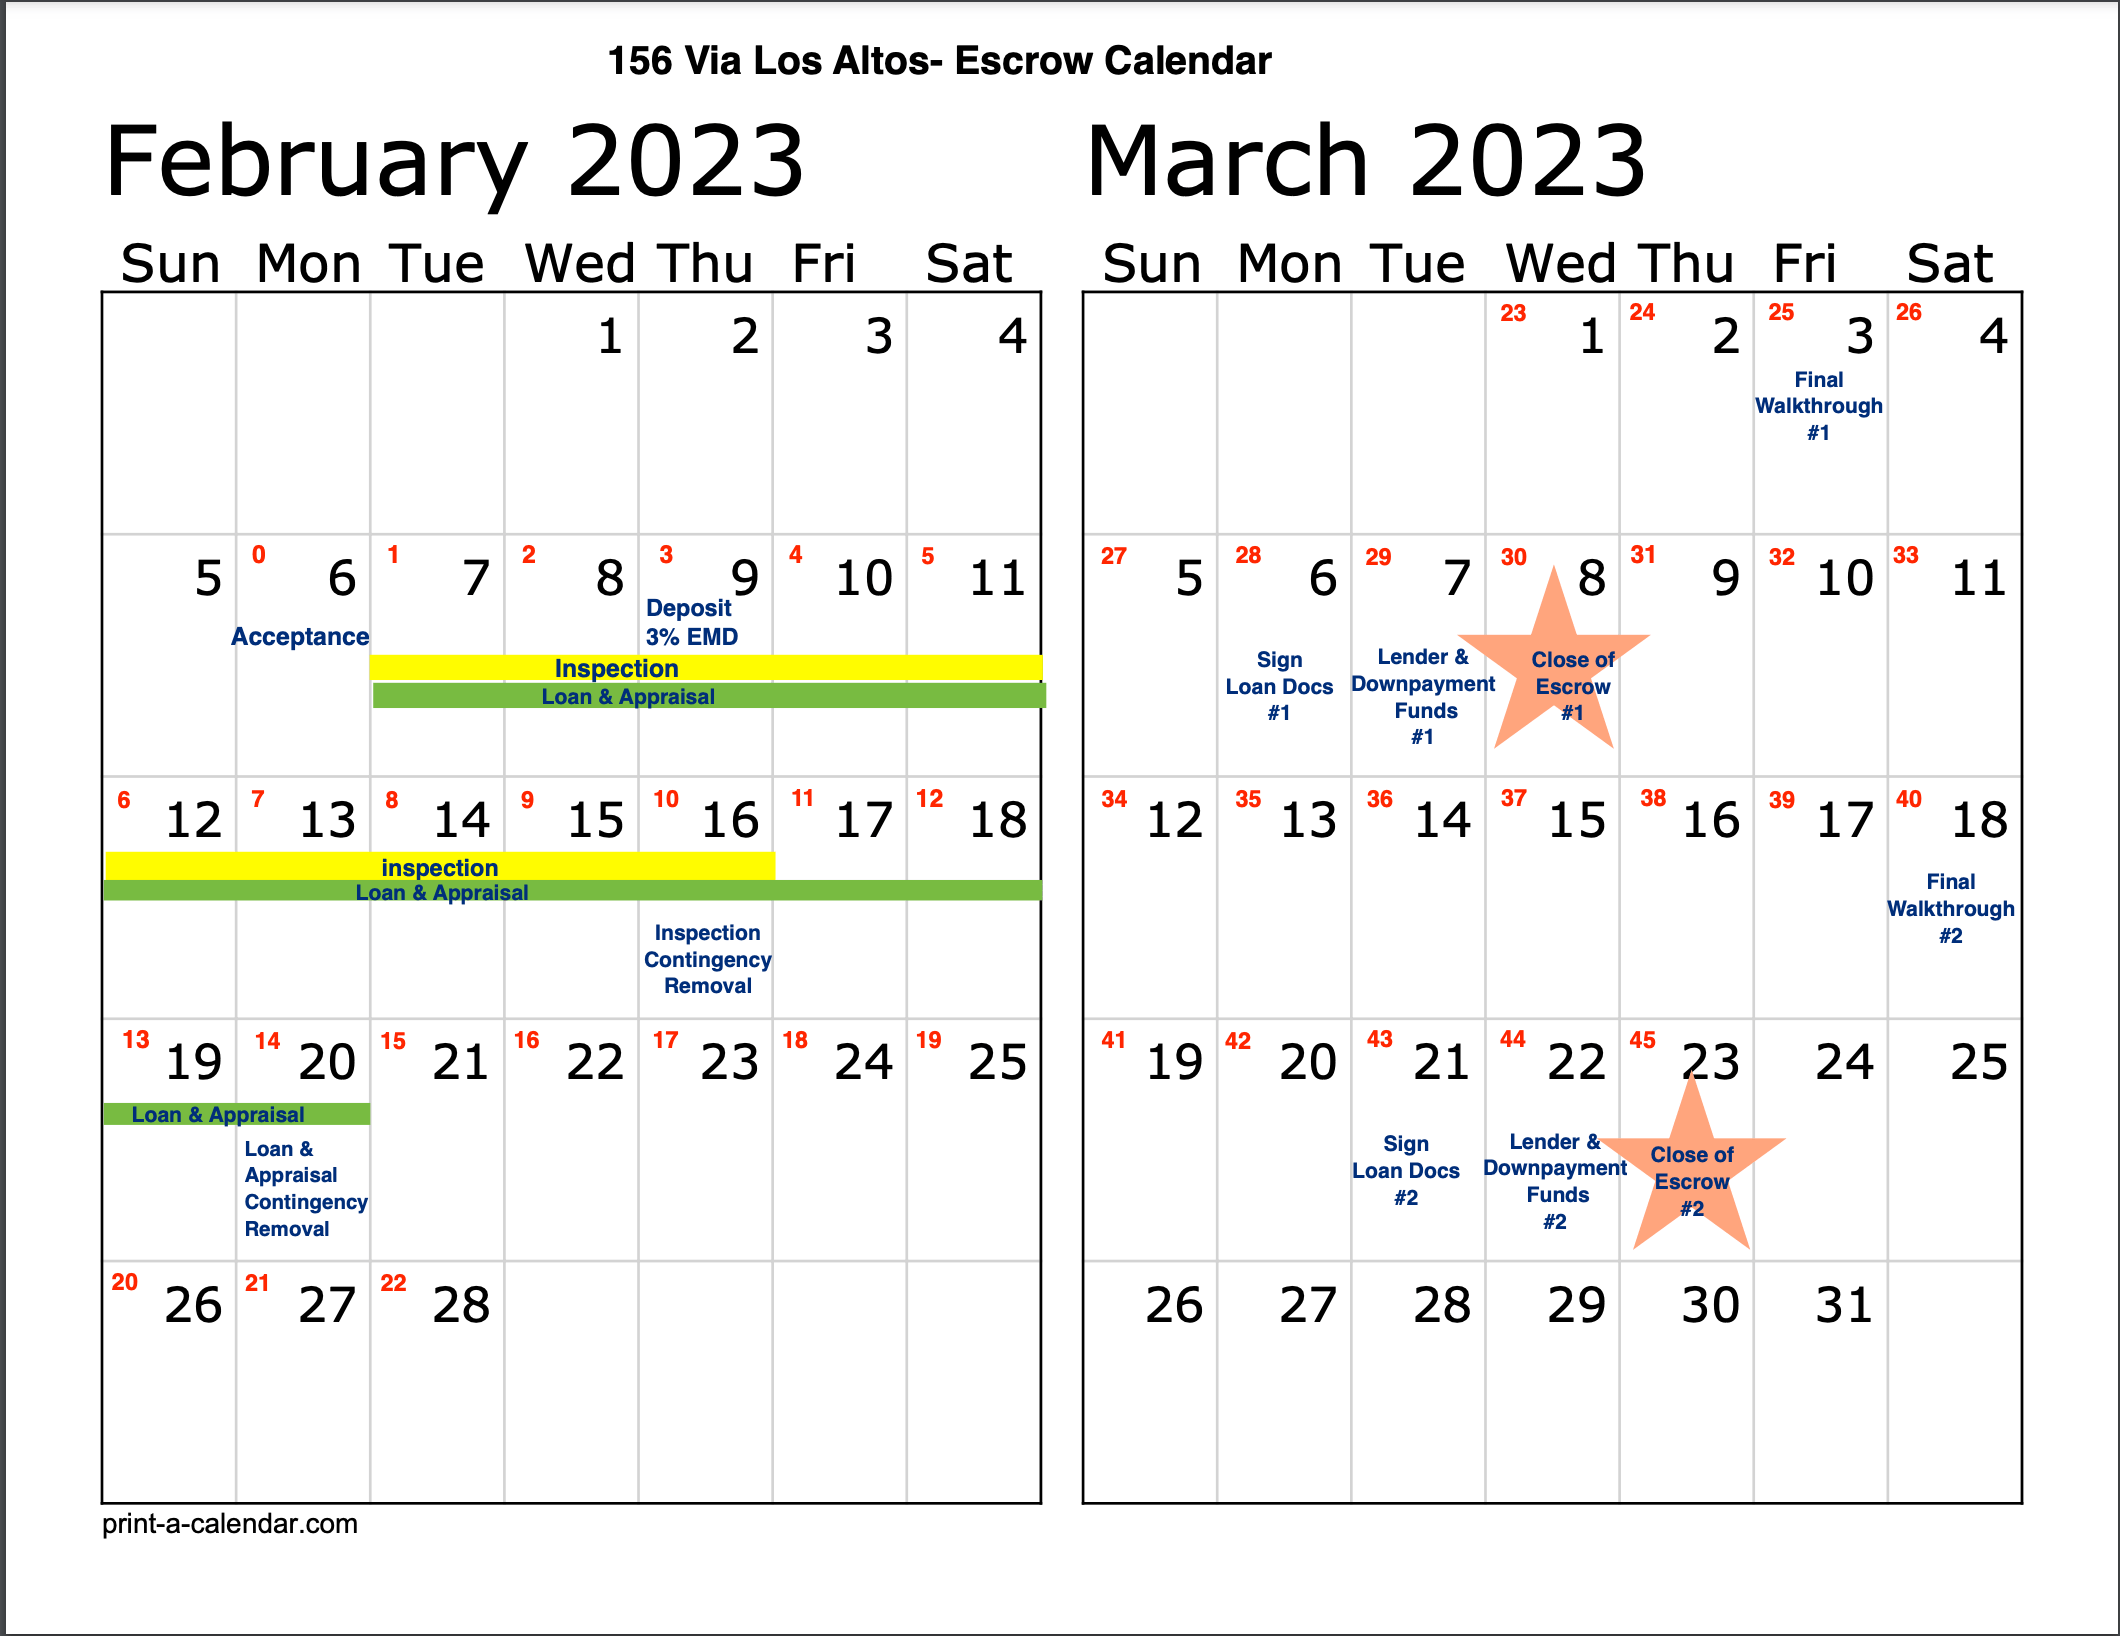 156 Via Los Altos- Escrow Calendar
February 2023
Sun Mon Tue Wed Thu Fri Sat
1 2 3 4
5 0 6 1 7 2 8 3 9 4 10 5 11
Acceptance
Deposit
3% EMD
Inspection
Loan & Appraisal
6 12 7 13 8 14 9 15 10 16 11 17 12 18
inspection
Loan & Appraisal
Inspection
Contingency
Removal
13 19 14 20 15 21 16 22 17 23 18 24 19 25
Loan & Appraisal
Loan &
Appraisal
Contingency
Removal
20 26 21 27 22 28
print-a-calendar.com
March 2023
Sun Mon Tue Wed Thu Fri Sat
23 1 24 2 25 3 26 4
Final
Walkthrough
#1
27 5 28 6 29 7 30 8 31 9 32 10 33 11
Sign
Loan Docs
#1
Lender &
Downpayment
Funds
#1
Close of
Escrow
#1
34 12 35 13 36 14 37 15 38 16 39 17 40 18
Final
Walkthrough
#2
41 19 42 20 43 21 44 22 45 23 24 25
Sign
Loan Docs
#2
Lender &
Downpayment
Funds
#2
Close of
Escrow
#2
26 27 28 29 30 31